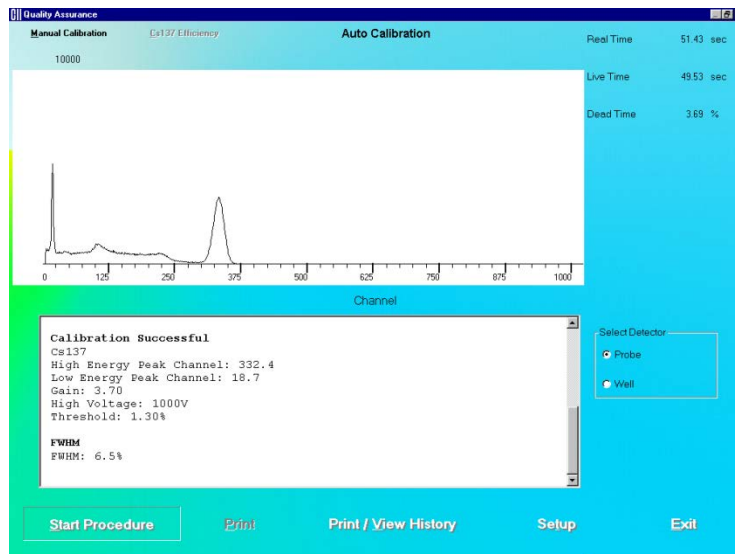 Quality Assurance
Manual Calibration Cs137 Efficiency Auto Calibration
10000
Real Time 51.43 sec
Live Time 49.53 sec
Dead Time 3.69 %
0 125 250 375 500 625 750 875 1000
Channel
Calibration Successful
Cs137
High Energy Peak Channel: 332.4
Low Energy Peak Channel: 18.7
Gain: 3.70
High Voltage: 1000V
Threshold: 1.30%
FWHM
FWHM: 6.5%
Select Detector
Probe
Well
Start Procedure Print Print / View History Setup Exit